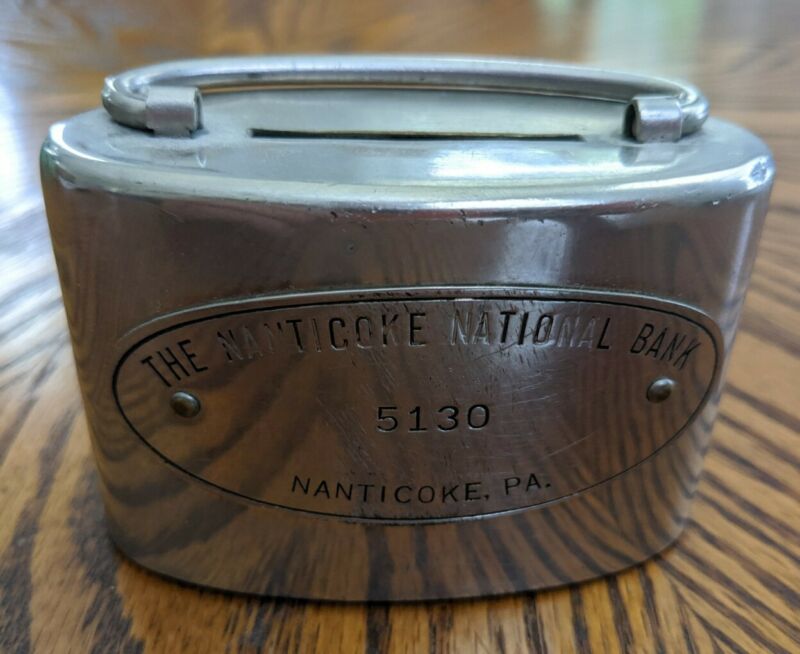 THE NANTICOKE NATIONAL BANK
5130
NANTICOKE, PA.